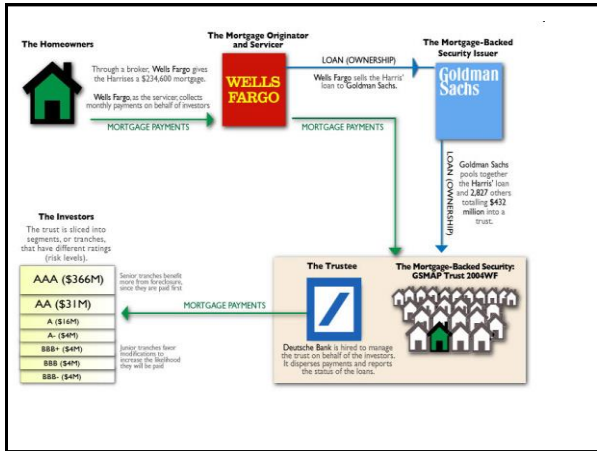 The Homeowners
Through a broker, Wells Fargo gives
the Harrises a $234,600 mortgage.
Wells Fargo, as the servicer, collects
monthly payments on behalf of investors
MORTGAGE PAYMENTS
The Mortgage Originator
and Servicer
WELLS
FARGO
LOAN (OWNERSHIP)
Wells Fargo sells the Harris'
loan to Goldman Sachs.
MORTGAGE PAYMENTS
The Mortgage-Backed
Security Issuer
Goldman
Sachs
LOAN (OWNERSHIP)
Goldman Sachs
pools together
the Harris' loan
and 2,827 others
totalling $432
million into a
trust.
The Investors
The trust is sliced into
segments, or tranches,
that have different ratings
(risk levels).
AAA ($366M)
AA ($31M)
A ($16M)
A- ($4M)
BBB+ ($4M)
BBB ($4M)
BBB- ($4M)
Senior tranches benefit
more from foreclosure,
since they are paid first
Junior tranches favor
modifications to
increase the likelihood
they will be paid
MORTGAGE PAYMENTS
The Trustee
Deutsche Bank is hired to manage
the trust on behalf of the investors.
It disperses payments and reports
the status of the loans.
The Mortgage-Backed Security:
GSMAP Trust 2004WF